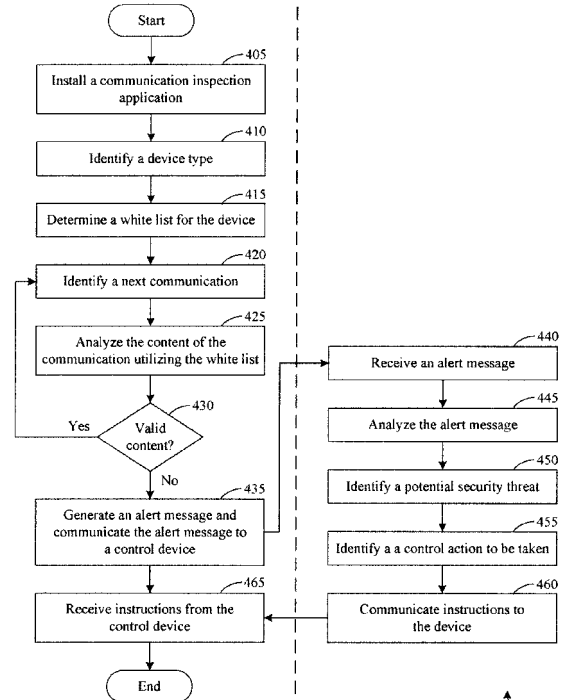 Start
405
Install a communication inspection
application
410
Identify a device type
415
Determine a white list for the device
420
Identify a next communication
425
Analyze the content of the
communication utilizing the white list
430
Valid
content?
Yes
No
435
Generate an alert message and
communicate the alert message to
a control device
465
Receive instructions from the
control device
End
440
Receive an alert message
445
Analyze the alert message
450
Identify a potential security threat
455
Identify a a control action to be taken
460
Communicate instructions to
the device